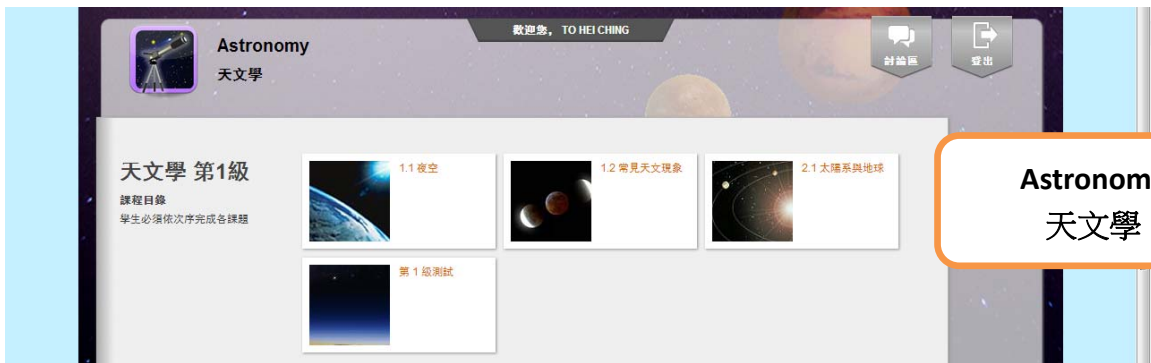 Astronomy
天文學
歡迎您， TO HEI CHING
討論區
登出
天文學 第1級
課程目錄
學生必須依次序完成各課題
1.1 夜空
1.2 常見天文現象
2.1 太陽系與地球
第 1 級測試
Astronom
天文學